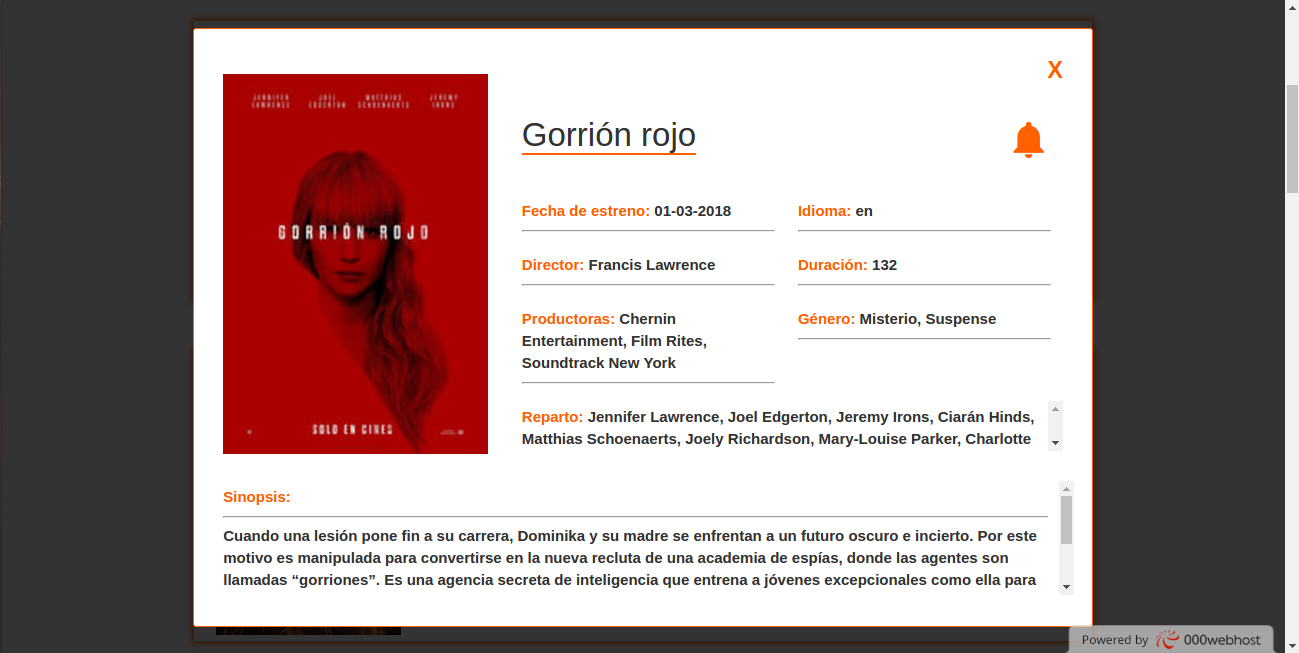 X
JENNIFER LAWRENCE JOEL EDGERTON MATTHIAS SCHOENAERTS JEREMY IRONS
GORRIÓN ROJO
SOLO EN CINES
Gorrión rojo
Fecha de estreno: 01-03-2018
Idioma: en
Director: Francis Lawrence
Duración: 132
Productoras: Chernin
Entertainment, Film Rites,
Soundtrack New York
Género: Misterio, Suspense
Reparto: Jennifer Lawrence, Joel Edgerton, Jeremy Irons, Ciarán Hinds,
Matthias Schoenaerts, Joely Richardson, Mary-Louise Parker, Charlotte
Sinopsis:
Cuando una lesión pone fin a su carrera, Dominika y su madre se enfrentan a un futuro oscuro e incierto. Por este
motivo es manipulada para convertirse en la nueva recluta de una academia de espías, donde las agentes son
llamadas “gorriones”. Es una agencia secreta de inteligencia que entrena a jóvenes excepcionales como ella para
Powered by 000webhost